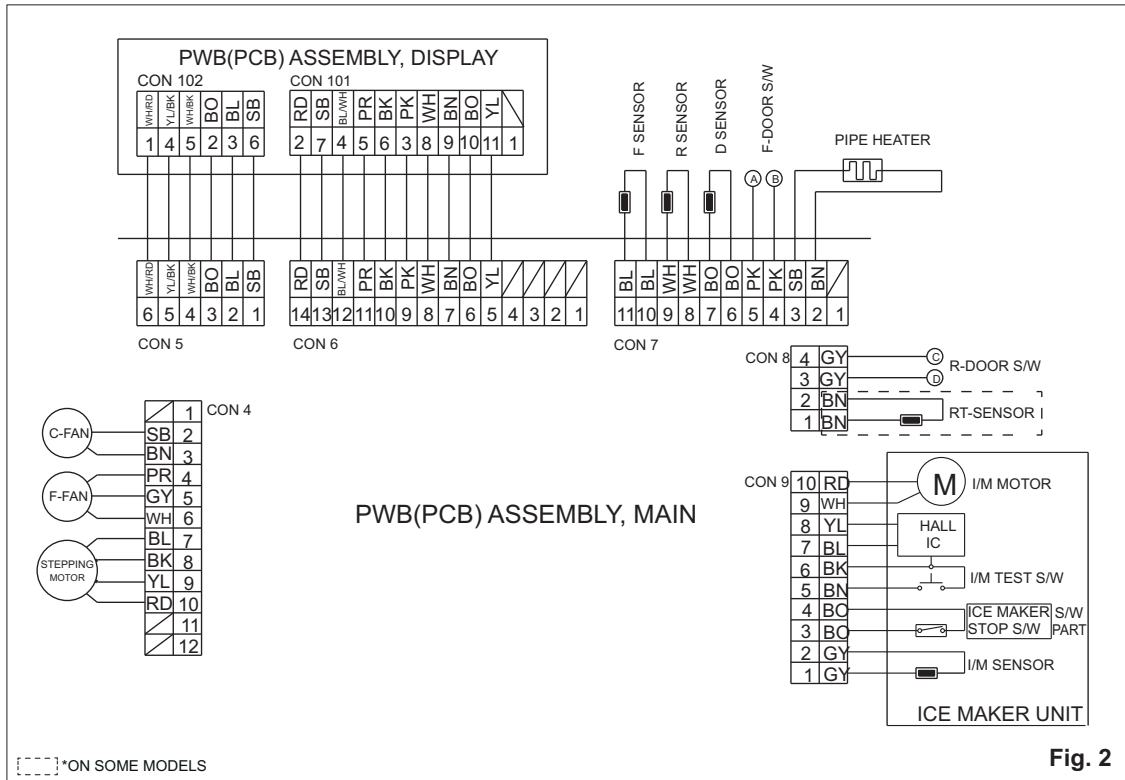 PWB(PCB) ASSEMBLY, DISPLAY
CON 102
CON 101
WH/RD YL/BK WH/BK BO BL SB
1 4 5 2 3 6
RD SB BL/WH PR BK PK WH BN BO YL
2 7 4 5 6 3 8 9 10 11 1
F SENSOR
R SENSOR
D SENSOR
F-DOOR S/W
A B
PIPE HEATER
WH/RD YL/BK WH/BK BO BL SB
6 5 4 3 2 1
CON 5
RD SB BL/WH PR BK PK WH BN BO YL
14 13 12 11 10 9 8 7 6 5 4 3 2 1
CON 6
BL BL WH WH BO BO PK PK SB BN
11 10 9 8 7 6 5 4 3 2 1
CON 7
CON 8
4 GY C
3 GY D
R-DOOR S/W
2 BN
1 BN
RT-SENSOR
CON 4
1
C-FAN
SB 2
BN 3
F-FAN
PR 4
GY 5
WH 6
STEPPING
MOTOR
BL 7
BK 8
YL 9
RD 10
11
12
PWB(PCB) ASSEMBLY, MAIN
CON 9
10 RD
9 WH
8 YL
7 BL
6 BK
5 BN
4 BO
3 BO
2 GY
1 GY
M
I/M MOTOR
HALL
IC
I/M TEST S/W
ICE MAKER S/W
STOP S/W PART
I/M SENSOR
ICE MAKER UNIT
*ON SOME MODELS
Fig. 2